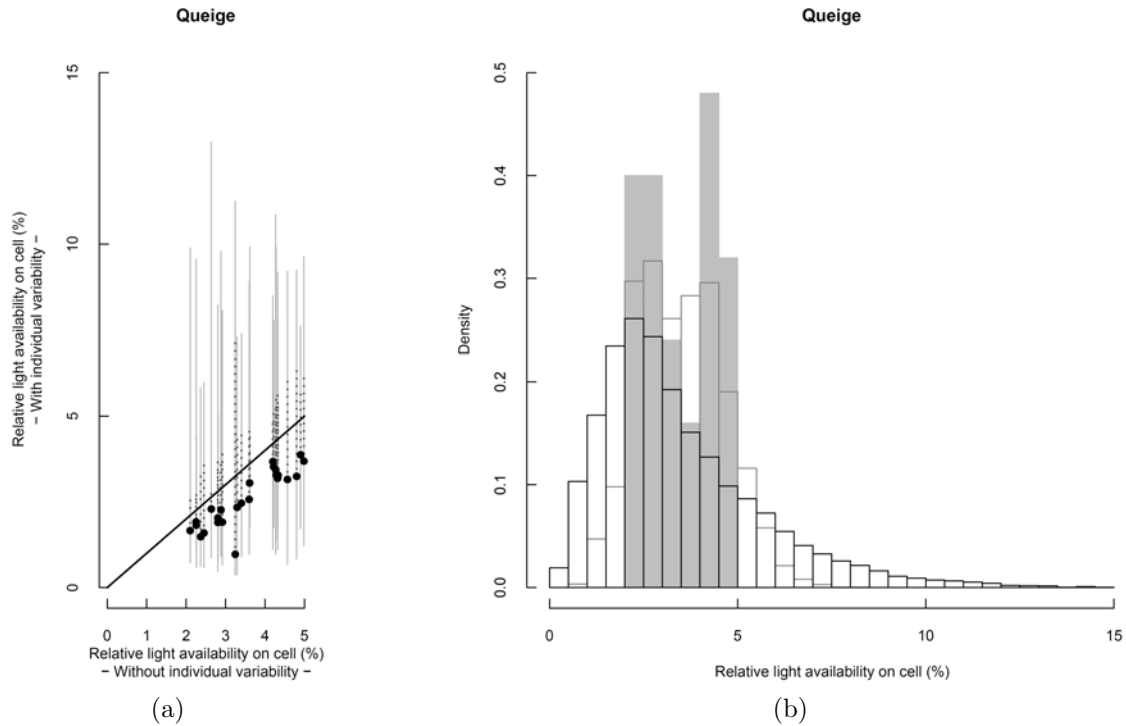 Queige
15
10
5
0
Relative light availability on cell (%)
− With individual variability −
0 1 2 3 4 5
Relative light availability on cell (%)
− Without individual variability −
(a)
Queige
0.5
0.4
0.3
0.2
0.1
0.0
Density
0 5 10 15
Relative light availability on cell (%)
(b)